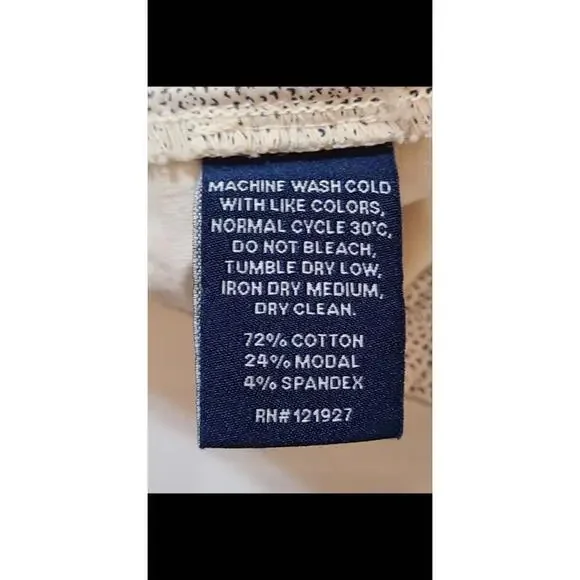 MACHINE WASH COLD
WITH LIKE COLORS,
NORMAL CYCLE 30°C,
DO NOT BLEACH,
TUMBLE DRY LOW,
IRON DRY MEDIUM,
DRY CLEAN.
72% COTTON
24% MODAL
4% SPANDEX
RN#121927